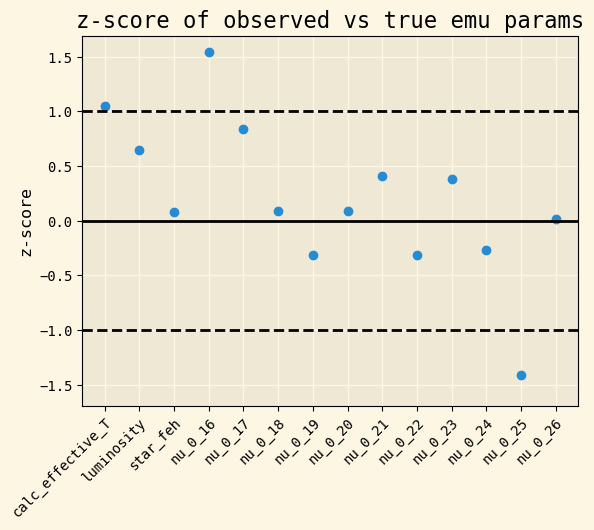 z-score of observed vs true emu params
z-score
1.5
1.0
0.5
0.0
−0.5
−1.0
−1.5
calc_effective_T
luminosity
star_feh
nu_0_16
nu_0_17
nu_0_18
nu_0_19
nu_0_20
nu_0_21
nu_0_22
nu_0_23
nu_0_24
nu_0_25
nu_0_26